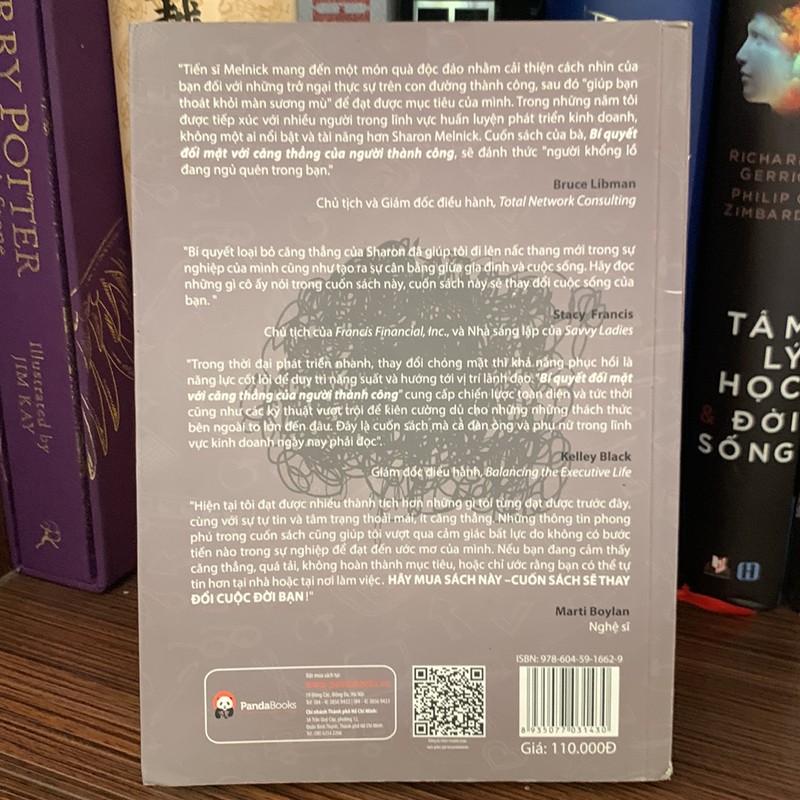 "Tiến sĩ Melnick mang đến một món quà độc đáo nhằm cải thiện cách nhìn của
bạn đối với những trở ngại thực sự trên con đường thành công, sau đó "giúp bạn
thoát khỏi màn sương mù" để đạt được mục tiêu của mình. Trong những năm tôi
được tiếp xúc với nhiều người trong lĩnh vực huấn luyện phát triển kinh doanh,
không một ai nổi bật và tài năng hơn Sharon Melnick. Cuốn sách của bà, Bí quyết
đối mặt với căng thẳng của người thành công, sẽ đánh thức "người khổng lồ
đang ngủ quên trong bạn."
Bruce Libman
Chủ tịch và Giám đốc điều hành, Total Network Consulting
"Bí quyết loại bỏ căng thẳng của Sharon đã giúp tôi đi lên nấc thang mới trong sự
nghiệp của mình cũng như tạo ra sự cân bằng giữa gia đình và cuộc sống. Hãy đọc
những gì cô ấy nói trong cuốn sách này, cuốn sách này sẽ thay đổi cuộc sống của
bạn. "
Stacy Francis
Chủ tịch của Francis Financial, Inc., và Nhà sáng lập của Savvy Ladies
"Trong thời đại phát triển nhanh, thay đổi chóng mặt thì khả năng phục hồi là
năng lực cốt lõi để duy trì năng suất và hướng tới vị trí lãnh đạo. "Bí quyết đối mặt
với căng thẳng của người thành công" cung cấp chiến lược toàn diện và tức thời
cũng như các kỹ thuật vượt trội để kiên cường dù cho những những thách thức
bên ngoài to lớn đến đâu. Đây là cuốn sách mà cả đàn ông và phụ nữ trong lĩnh
vực kinh doanh ngày nay phải đọc".
Kelley Black
Giám đốc điều hành, Balancing the Executive Life
"Hiện tại tôi đạt được nhiều thành tích hơn những gì tôi từng đạt được trước đây,
cùng với sự tự tin và tâm trạng thoải mái, ít căng thẳng. Những thông tin phong
phú trong cuốn sách cũng giúp tôi vượt qua cảm giác bất lực do không có bước
tiến nào trong sự nghiệp để đạt đến ước mơ của mình. Nếu bạn đang cảm thấy
căng thẳng, quá tải, không hoàn thành mục tiêu, hoặc chỉ ước rằng bạn có thể tự
tin hơn tại nhà hoặc tại nơi làm việc. HÃY MUA SÁCH NÀY –CUỐN SÁCH SẼ THAY
ĐỔI CUỘC ĐỜI BẠN!"
Marti Boylan
Nghệ sĩ
ISBN: 978-604-59-1662-9
PandaBooks
Đặt mua sách tại:
Chi nhánh Thành phố Hồ Chí Minh:
8 935077 031430
Giá: 110.000Đ
POTTER
Illustrated by
JIM KAY
RICHARD
GERRIG
PHILIP
ZIMBARD
TÂM
LÝ
HỌC
& ĐỜI
SỐNG